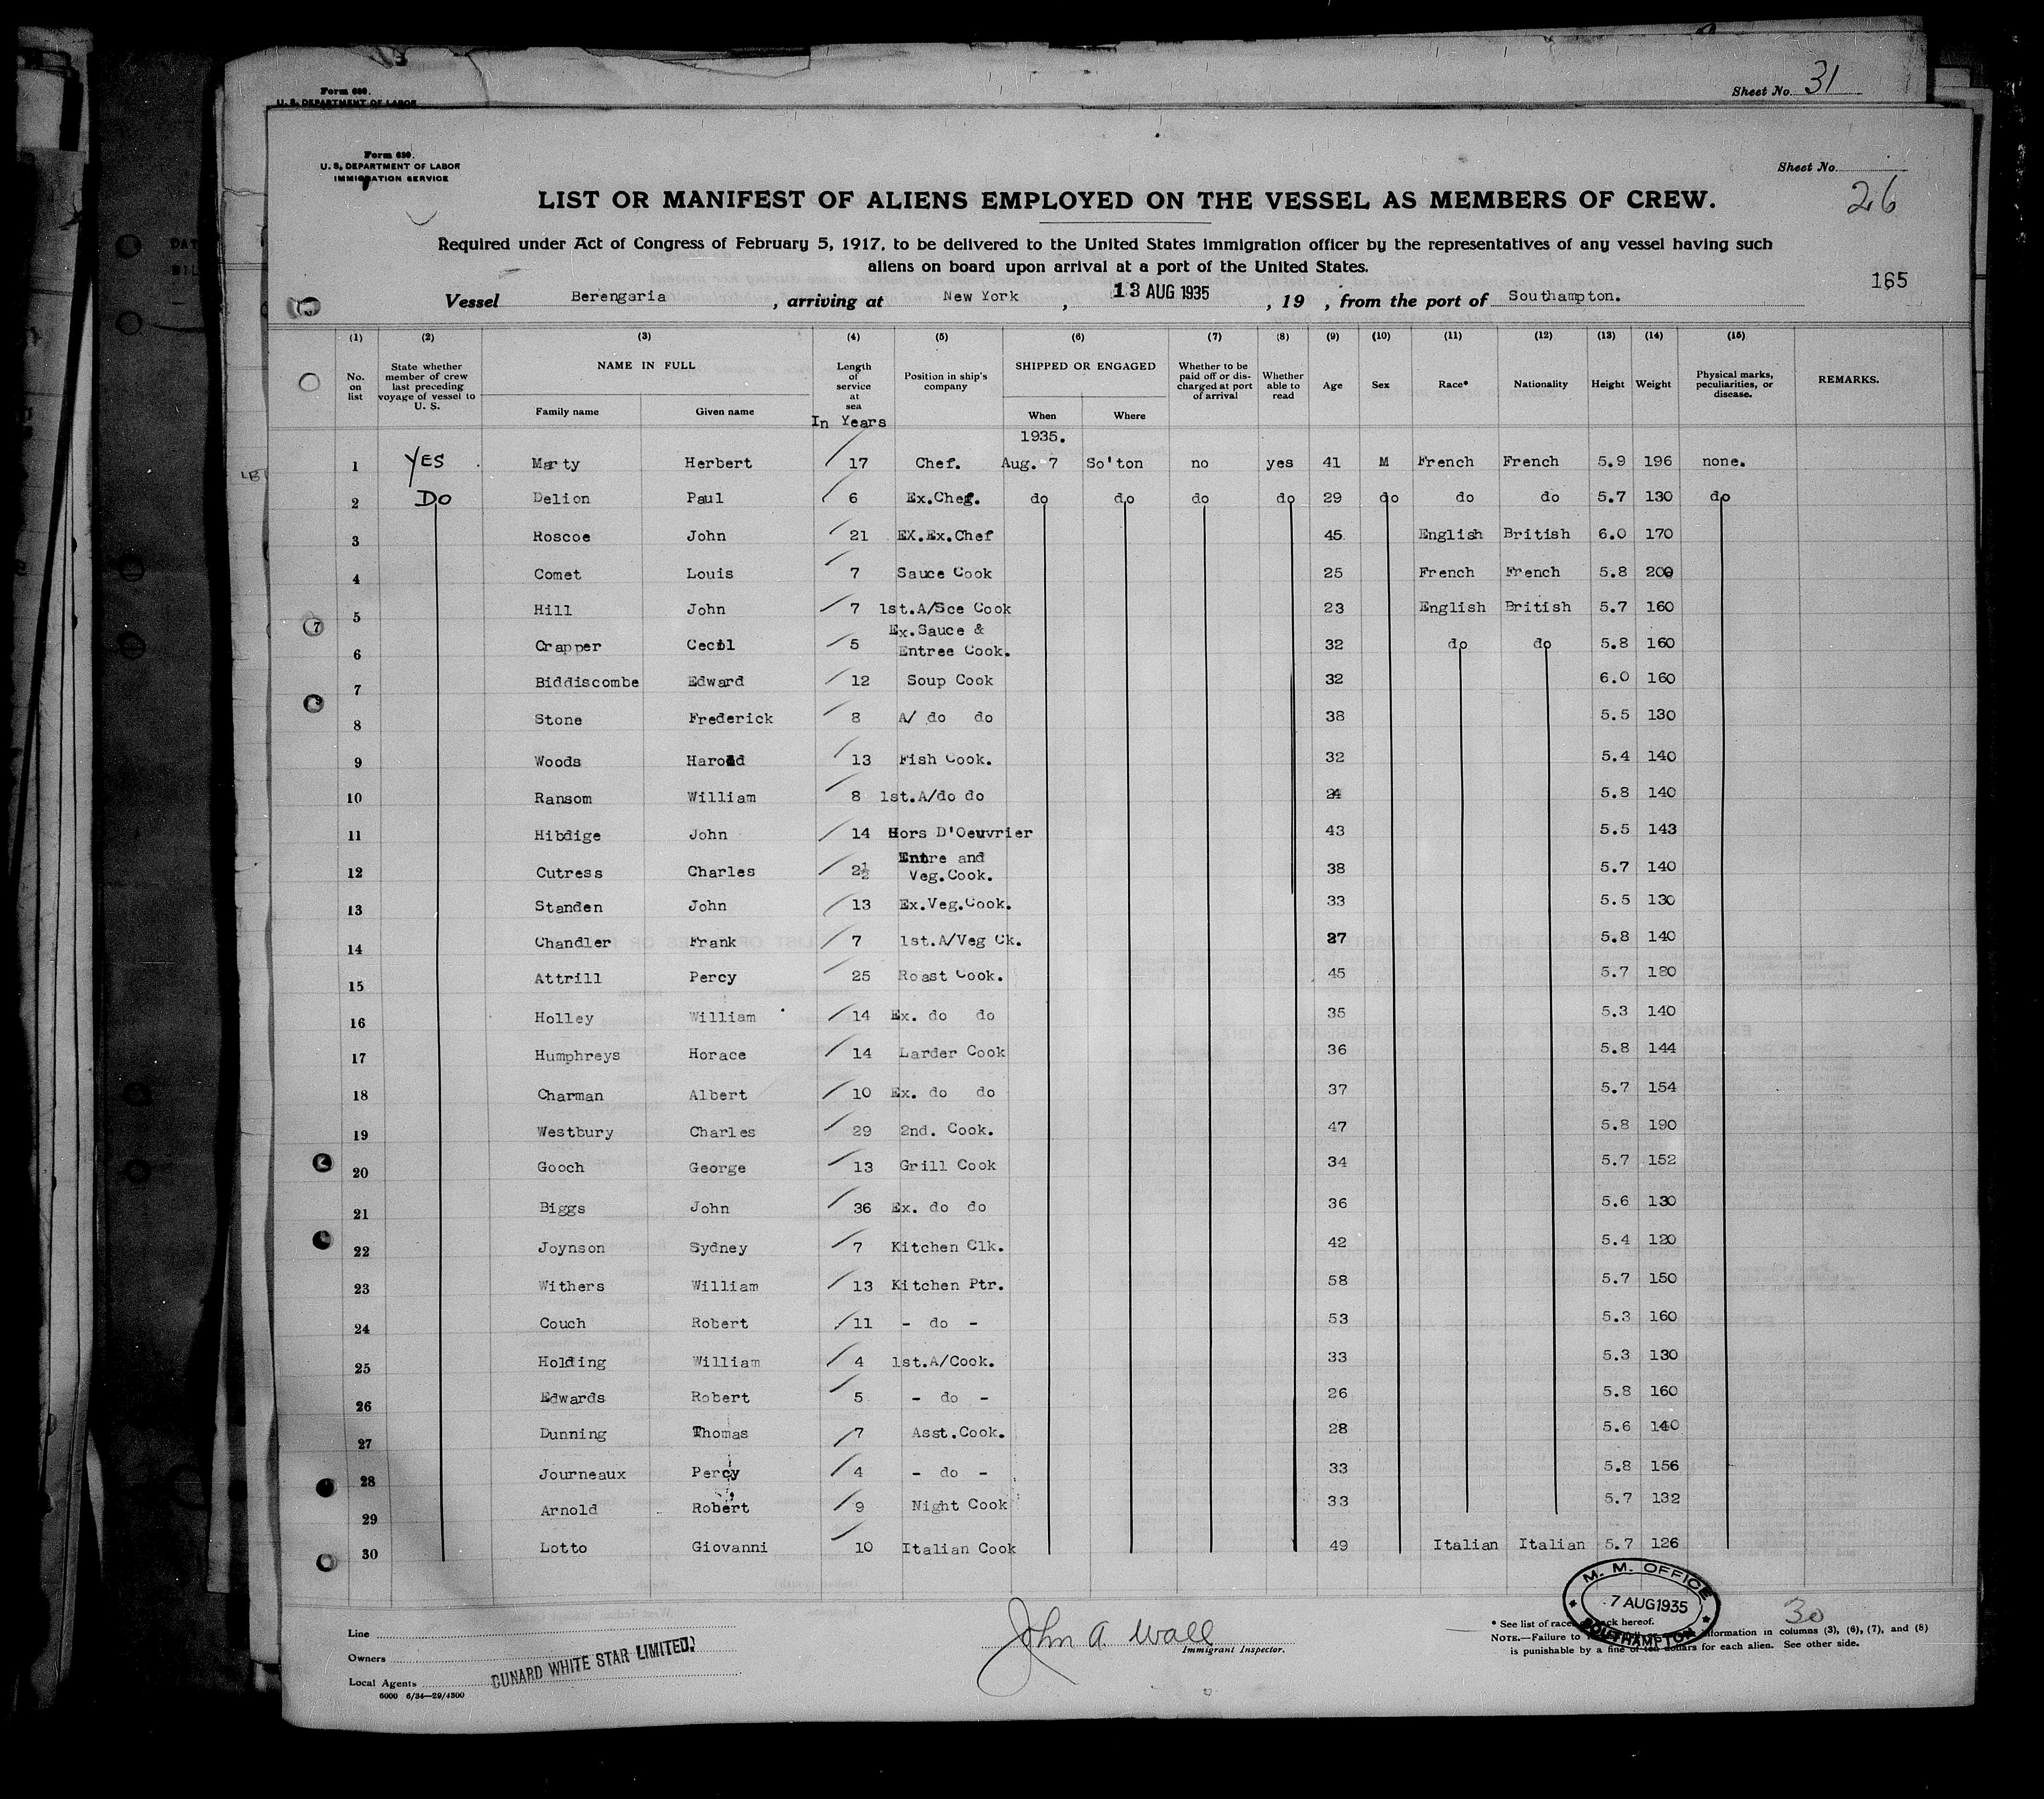 Form 680.
U. S. DEPARTMENT OF LABOR
Sheet No. 31
Form 680.
U. S. DEPARTMENT OF LABOR
IMMIGRATION SERVICE
Sheet No.
26
LIST OR MANIFEST OF ALIENS EMPLOYED ON THE VESSEL AS MEMBERS OF CREW.
Required under Act of Congress of February 5, 1917, to be delivered to the United States immigration officer by the representatives of any vessel having such
aliens on board upon arrival at a port of the United States.
165
Vessel Berengaria , arriving at New York , 13 AUG 1935 , 19 , from the port of Southampton.
(1) (2) (3) (4) (5) (6) (7) (8) (9) (10) (11) (12) (13) (14) (15)
No. on list State whether member of crew last preceding voyage of vessel to U. S. NAME IN FULL Family name Given name Length of service at sea In Years Position in ship's company SHIPPED OR ENGAGED When Where Whether to be paid off or discharged at port of arrival Whether able to read Age Sex Race* Nationality Height Weight Physical marks, peculiarities, or disease. REMARKS.
1935.
1 YES Marty Herbert 17 Chef. Aug. 7 So'ton no yes 41 M French French 5.9 196 none.
2 DO Delion Paul 6 Ex.Chef. do do do do 29 do do do 5.7 130 do
3 Roscoe John 21 EX.Ex.Chef 45 English British 6.0 170
4 Comet Louis 7 Sauce Cook 25 French French 5.8 200
5 Hill John 7 1st.A/Sce Cook 23 English British 5.7 160
6 Crapper Cecil 5 Ex.Sauce & Entree Cook. 32 do do 5.8 160
7 Biddiscombe Edward 12 Soup Cook 32 6.0 160
8 Stone Frederick 8 A/ do do 38 5.5 130
9 Woods Harold 13 Fish Cook. 32 5.4 140
10 Ransom William 8 1st.A/do do 24 5.8 140
11 Hibdige John 14 Hors D'Oeuvrier 43 5.5 143
12 Cutress Charles 2½ Entre and Veg.Cook. 38 5.7 140
13 Standen John 13 Ex.Veg.Cook. 33 5.5 130
14 Chandler Frank 7 1st.A/Veg Ck. 27 5.8 140
15 Attrill Percy 25 Roast Cook. 45 5.7 180
16 Holley William 14 Ex. do do 35 5.3 140
17 Humphreys Horace 14 Larder Cook 36 5.8 144
18 Charman Albert 10 Ex. do do 37 5.7 154
19 Westbury Charles 29 2nd. Cook. 47 5.8 190
20 Gooch George 13 Grill Cook 34 5.7 152
21 Biggs John 36 Ex. do do 36 5.6 130
22 Joynson Sydney 7 Kitchen Clk. 42 5.4 120
23 Withers William 13 Kitchen Ptr. 58 5.7 150
24 Couch Robert 11 - do - 53 5.3 160
25 Holding William 4 1st.A/Cook. 33 5.3 130
26 Edwards Robert 5 - do - 26 5.8 160
27 Dunning Thomas 7 Asst.Cook. 28 5.6 140
28 Journeaux Percy 4 - do - 33 5.8 156
29 Arnold Robert 9 Night Cook 33 5.7 132
30 Lotto Giovanni 10 Italian Cook 49 Italian Italian 5.7 126
Line
Owners
Local Agents
CUNARD WHITE STAR LIMITED.
6000 6/34—29/4300
John A Wall
Immigrant Inspector.
M. M. OFFICE
7 AUG 1935
SOUTHAMPTON
30
* See list of races back hereof.
NOTE.—Failure to information in columns (3), (6), (7), and (8)
is punishable by a fine of ten dollars for each alien. See other side.